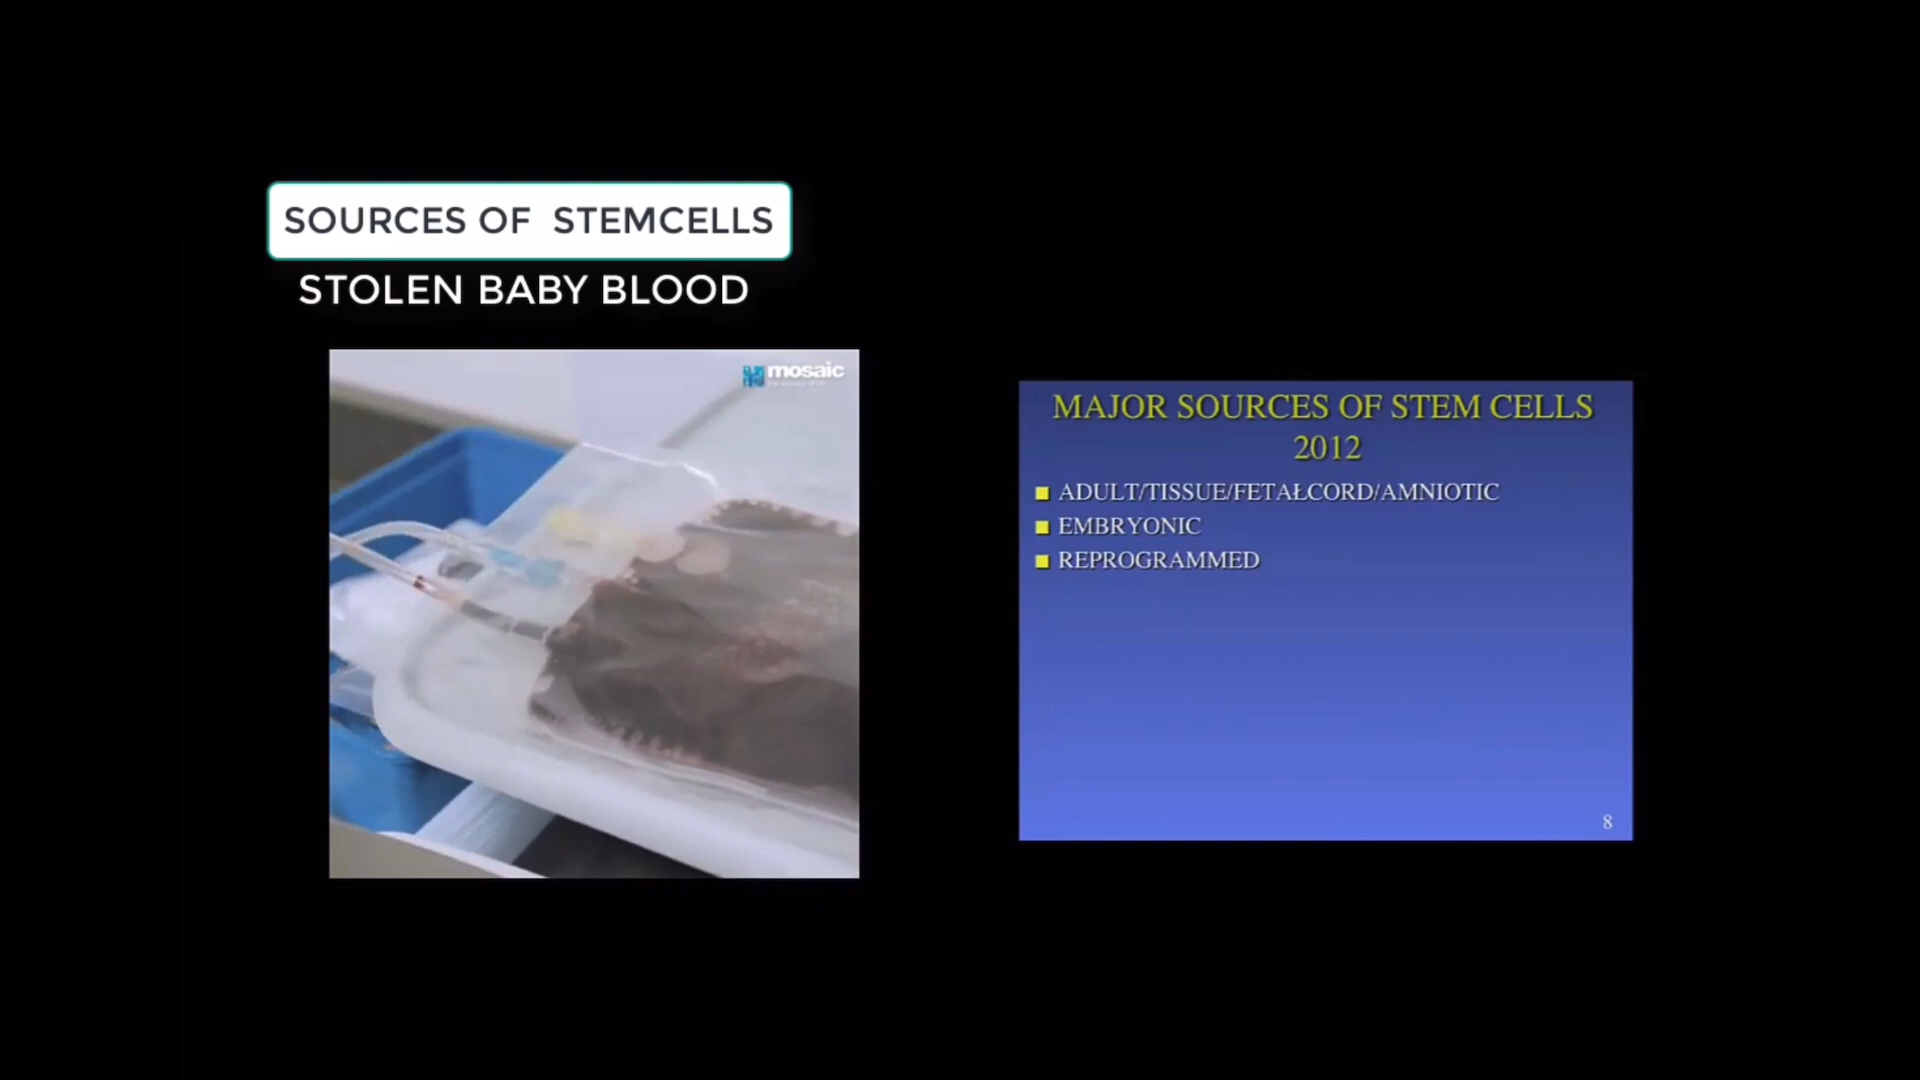 SOURCES OF STEMCELLS
STOLEN BABY BLOOD
mosaic
MAJOR SOURCES OF STEM CELLS
2012
ADULT/TISSUE/FETAŁCORD/AMNIOTIC
EMBRYONIC
REPROGRAMMED
8